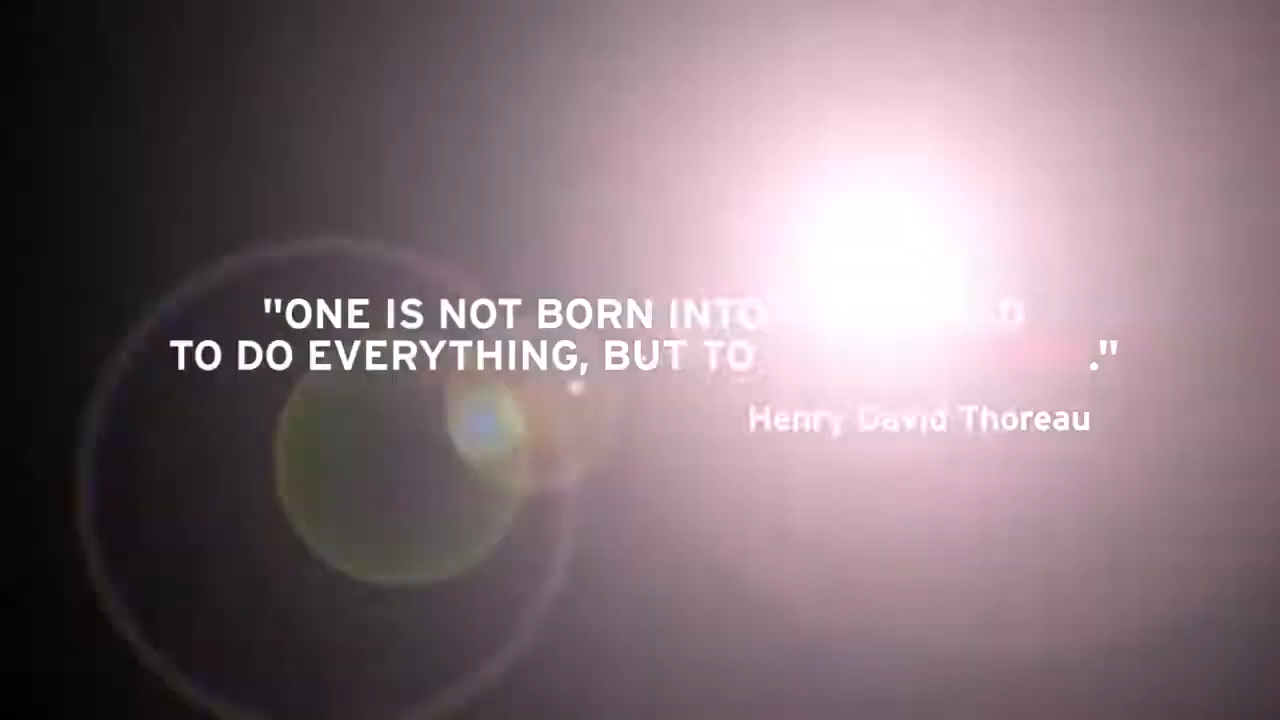 "ONE IS NOT BORN INTO
TO DO EVERYTHING, BUT TO ."
Henry David Thoreau